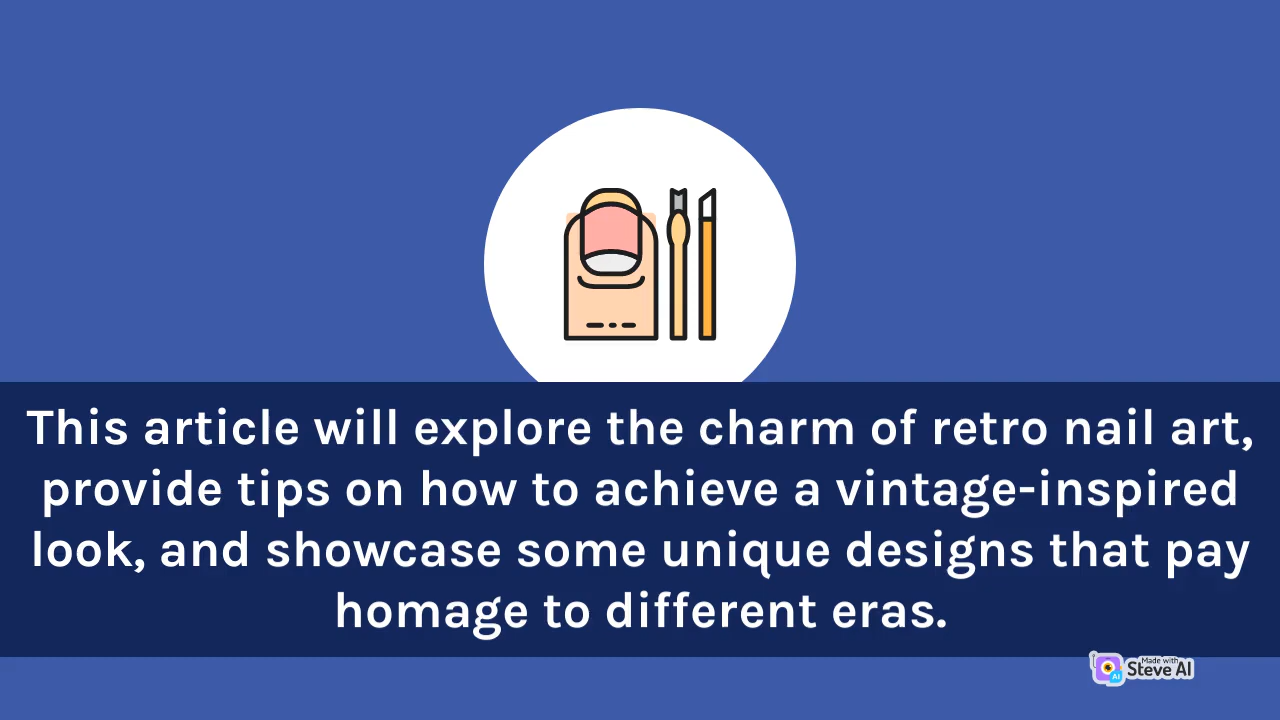 This article will explore the charm of retro nail art,
provide tips on how to achieve a vintage-inspired
look, and showcase some unique designs that pay
homage to different eras.
Made with
Steve AI
AI